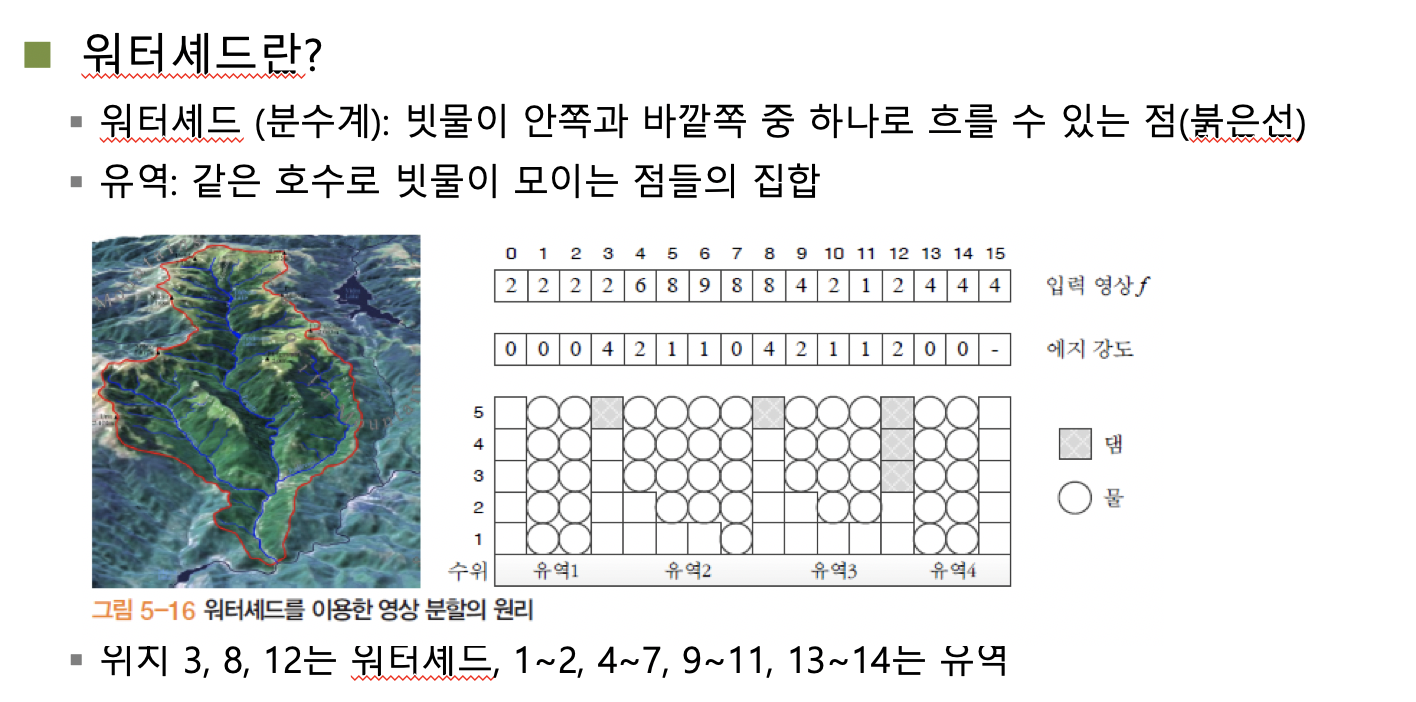 워터셰드란?
워터셰드 (분수계): 빗물이 안쪽과 바깥쪽 중 하나로 흐를 수 있는 점(붉은선)
유역: 같은 호수로 빗물이 모이는 점들의 집합
0 1 2 3 4 5 6 7 8 9 10 11 12 13 14 15
2 2 2 2 6 8 9 8 8 4 2 1 2 4 4 4 입력 영상 f
0 0 0 4 2 1 1 0 4 2 1 1 2 0 0 - 에지 강도
5
4 댐
3
2 물
1
수위 유역1 유역2 유역3 유역4
그림 5–16 워터셰드를 이용한 영상 분할의 원리
위치 3, 8, 12는 워터셰드, 1~2, 4~7, 9~11, 13~14는 유역